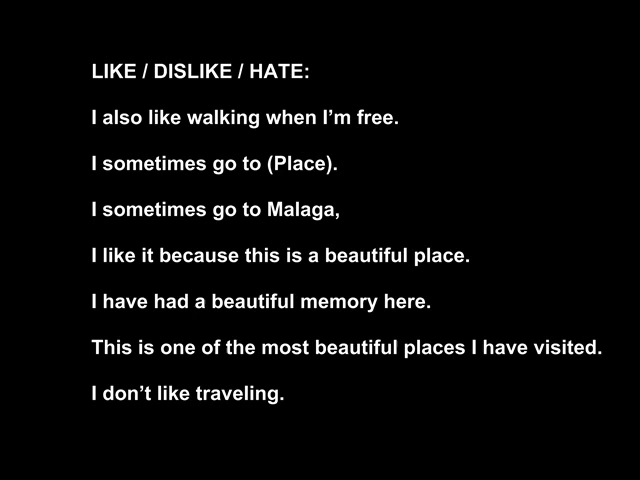 LIKE / DISLIKE / HATE:
I also like walking when I’m free.
I sometimes go to (Place).
I sometimes go to Malaga,
I like it because this is a beautiful place.
I have had a beautiful memory here.
This is one of the most beautiful places I have visited.
I don’t like traveling.